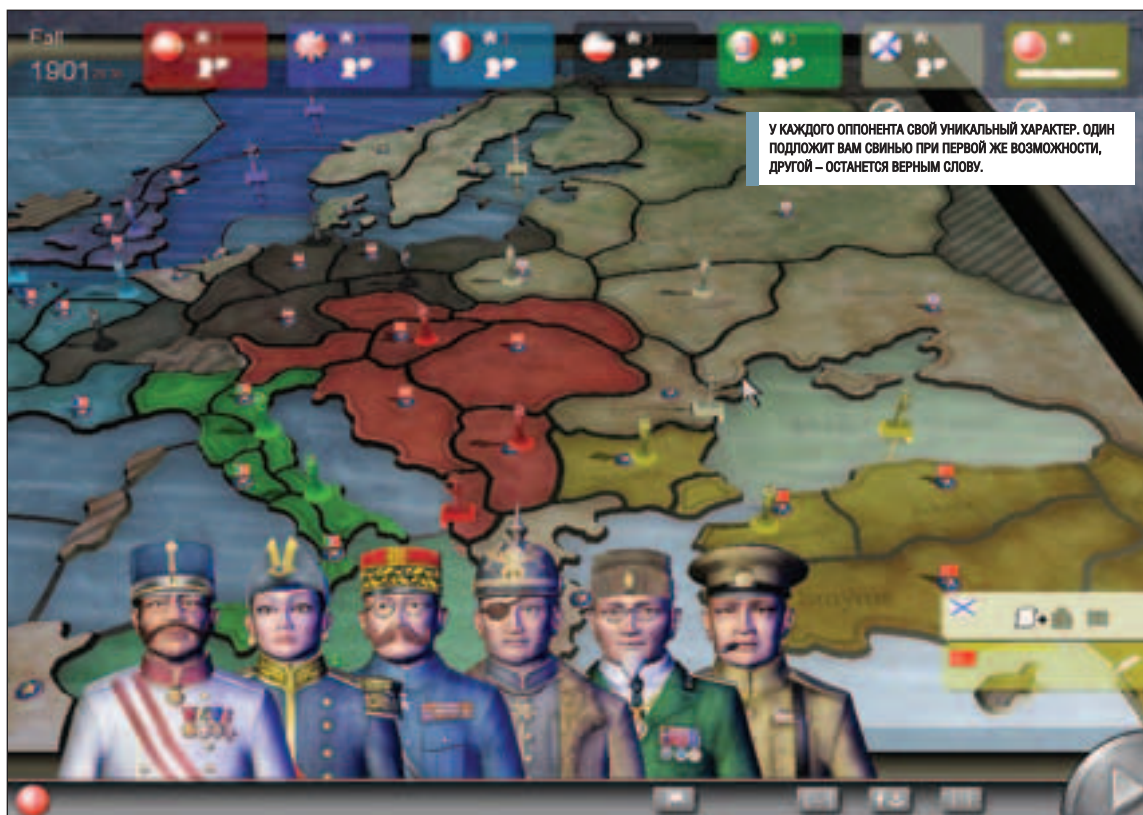 Fall
1901
У КАЖДОГО ОППОНЕНТА СВОЙ УНИКАЛЬНЫЙ ХАРАКТЕР. ОДИН
ПОДЛОЖИТ ВАМ СВИНЬЮ ПРИ ПЕРВОЙ ЖЕ ВОЗМОЖНОСТИ,
ДРУГОЙ – ОСТАНЕТСЯ ВЕРНЫМ СЛОВУ.